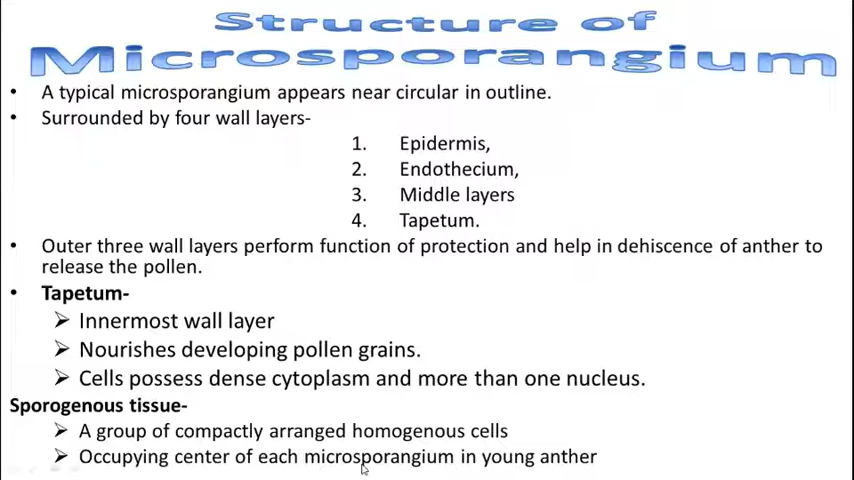 Structure of
Microsporangium
• A typical microsporangium appears near circular in outline.
• Surrounded by four wall layers-
1. Epidermis,
2. Endothecium,
3. Middle layers
4. Tapetum.
• Outer three wall layers perform function of protection and help in dehiscence of anther to
release the pollen.
• Tapetum-
➢ Innermost wall layer
➢ Nourishes developing pollen grains.
➢ Cells possess dense cytoplasm and more than one nucleus.
Sporogenous tissue-
➢ A group of compactly arranged homogenous cells
➢ Occupying center of each microsporangium in young anther